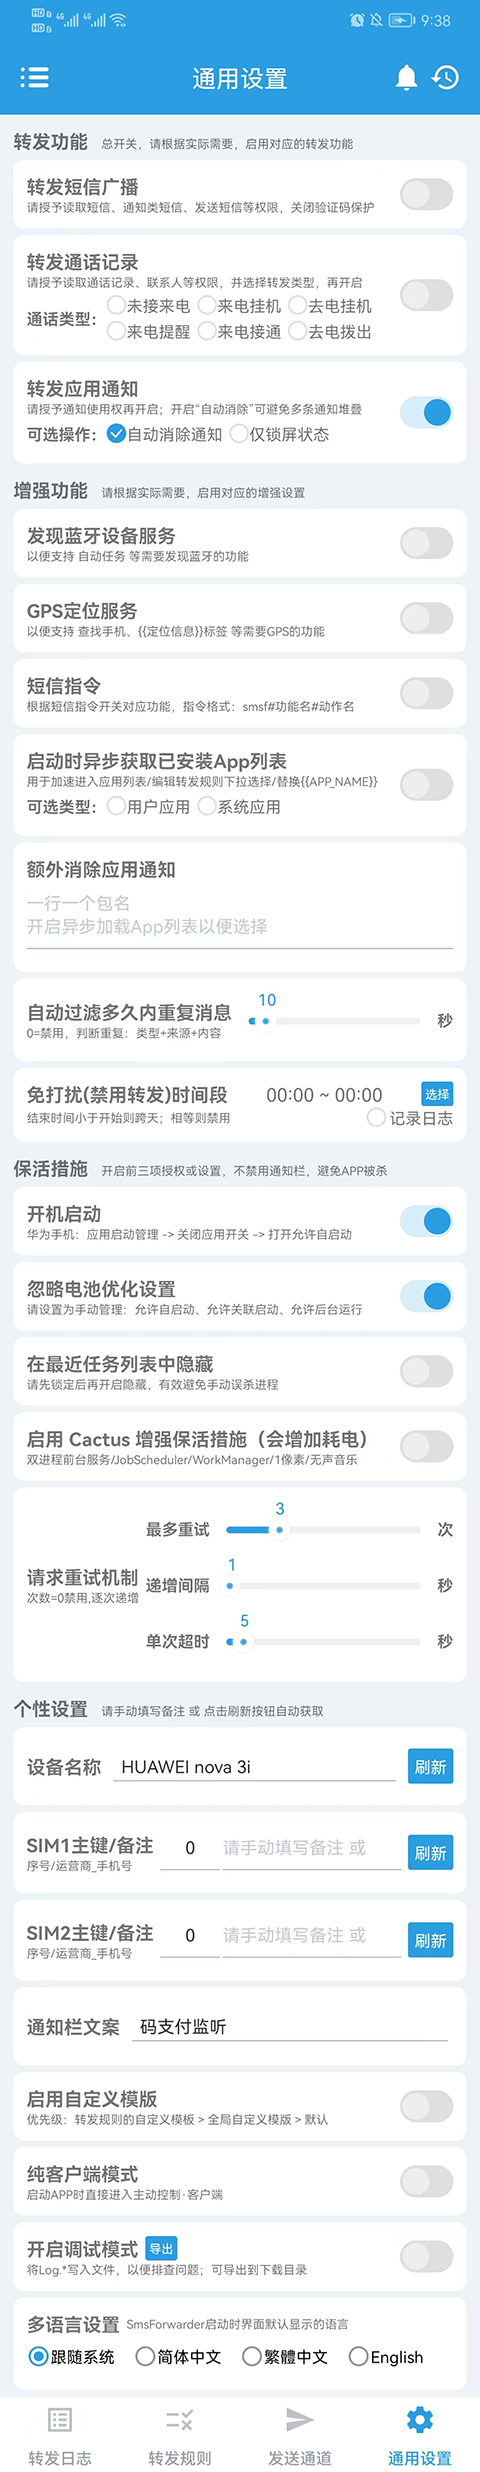 HD 2 4G 4G 9:38
HD 2
通用设置
转发功能 总开关，请根据实际需要，启用对应的转发功能
转发短信广播
请授予读取短信、通知类短信、发送短信等权限，关闭验证码保护
转发通话记录
请授予读取通话记录、联系人等权限，并选择转发类型，再开启
通话类型： 未接来电 来电挂机 去电挂机
来电提醒 来电接通 去电拨出
转发应用通知
请授予通知使用权再开启；开启“自动消除”可避免多条通知堆叠
可选操作： 自动消除通知 仅锁屏状态
增强功能 请根据实际需要，启用对应的增强设置
发现蓝牙设备服务
以便支持 自动任务 等需要发现蓝牙的功能
GPS定位服务
以便支持 查找手机、{{定位信息}}标签 等需要GPS的功能
短信指令
根据短信指令开关对应功能，指令格式：smsf#功能名#动作名
启动时异步获取已安装App列表
用于加速进入应用列表/编辑转发规则下拉选择/替换{{APP_NAME}}
可选类型： 用户应用 系统应用
额外消除应用通知
一行一个包名
开启异步加载App列表以便选择
自动过滤多久内重复消息 10 秒
0=禁用，判断重复：类型+来源+内容
免打扰(禁用转发)时间段 00:00 ~ 00:00 选择
结束时间小于开始则跨天；相等则禁用 记录日志
保活措施 开启前三项授权或设置，不禁用通知栏，避免APP被杀
开机启动
华为手机：应用启动管理 -> 关闭应用开关 -> 打开允许自启动
忽略电池优化设置
请设置为手动管理：允许自启动、允许关联启动、允许后台运行
在最近任务列表中隐藏
请先锁定后再开启隐藏，有效避免手动误杀进程
启用 Cactus 增强保活措施（会增加耗电）
双进程前台服务/JobScheduler/WorkManager/1像素/无声音乐
3
最多重试 次
请求重试机制
次数=0禁用,逐次递增
1
递增间隔 秒
5
单次超时 秒
个性设置 请手动填写备注 或 点击刷新按钮自动获取
设备名称 HUAWEI nova 3i 刷新
SIM1主键/备注 0 请手动填写备注 或 刷新
序号/运营商_手机号
SIM2主键/备注 0 请手动填写备注 或 刷新
序号/运营商_手机号
通知栏文案 码支付监听
启用自定义模版
优先级：转发规则的自定义模板 > 全局自定义模版 > 默认
纯客户端模式
启动APP时直接进入主动控制·客户端
开启调试模式 导出
将Log.*写入文件，以便排查问题；可导出到下载目录
多语言设置 SmsForwarder启动时界面默认显示的语言
跟随系统 简体中文 繁體中文 English
转发日志 转发规则 发送通道 通用设置